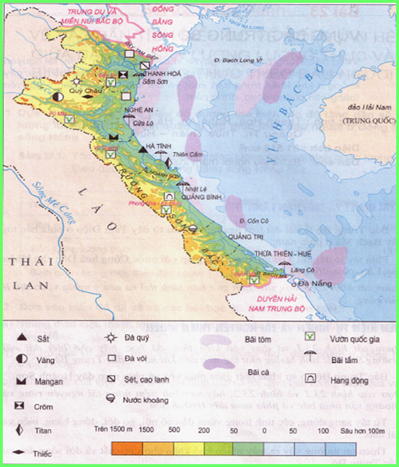 TRUNG DU VÀ
MIỀN NÚI BẮC BỘ
ĐỒNG
BẰNG
SÔNG
HỒNG
THANH HOÁ
Sầm Sơn
Đ. Bạch Long Vĩ
VỊNH BẮC BỘ
đảo Hải Nam
(TRUNG QUỐC)
Quỳ Châu
NGHỆ AN
Cửa Lò
HÀ TĨNH
Thiên Cầm
Sông Mê Công
LÀO
TRƯỜNG SƠN BẮC
Nhật Lệ
QUẢNG BÌNH
Đ. Cồn Cỏ
QUẢNG TRỊ
THỪA THIÊN - HUẾ
Lăng Cô
Đà Nẵng
THÁI
LAN
DUYÊN HẢI
NAM TRUNG BỘ
Sắt
Vàng
Mangan
Crôm
Titan
Thiếc
Đá quý
Đá vôi
Sét, cao lanh
Nước khoáng
Bãi tôm
Bãi cá
Vườn quốc gia
Bãi tắm
Hang động
Trên 1500 m
500
200
50
0
50
100
Sâu hơn 100m